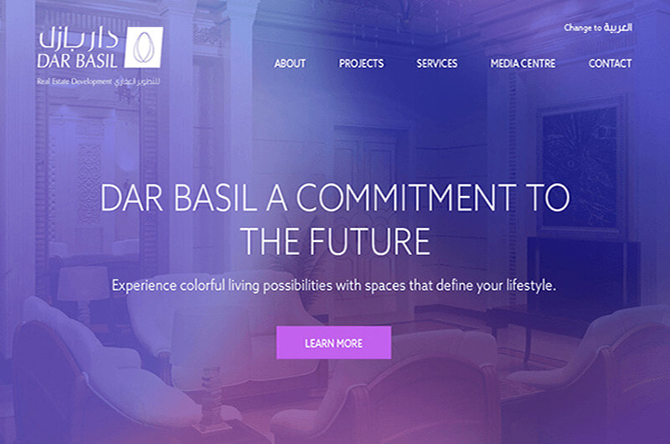 Change to العربية
دار بازل
DAR BASIL
Real Estate Development للتطوير العقاري
ABOUT PROJECTS SERVICES MEDIA CENTRE CONTACT
DAR BASIL A COMMITMENT TO
THE FUTURE
Experience colorful living possibilities with spaces that define your lifestyle.
LEARN MORE